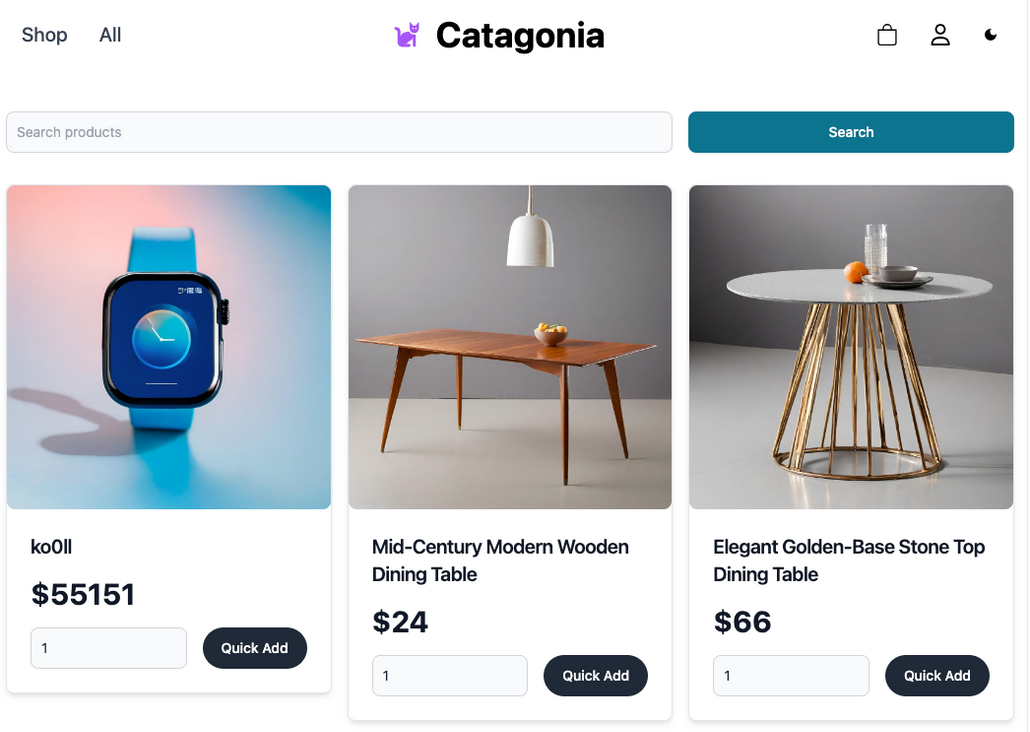 Shop All Catagonia
Search products Search
ko0ll
$55151
1 Quick Add
Mid-Century Modern Wooden
Dining Table
$24
1 Quick Add
Elegant Golden-Base Stone Top
Dining Table
$66
1 Quick Add